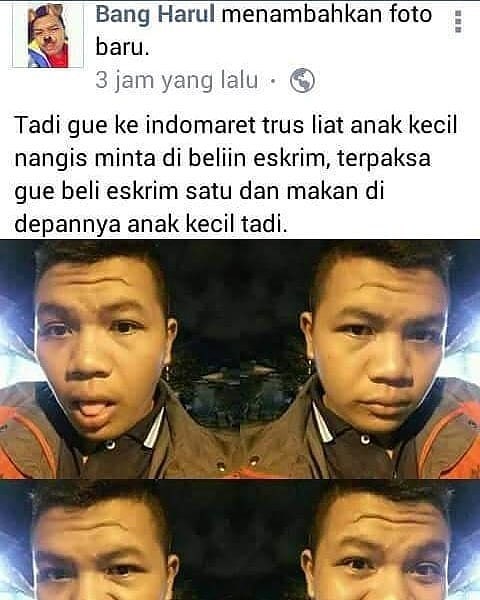 Bang Harul menambahkan foto
baru.
3 jam yang lalu ·
Tadi gue ke indomaret trus liat anak kecil
nangis minta di beliin eskrim, terpaksa
gue beli eskrim satu dan makan di
depannya anak kecil tadi.